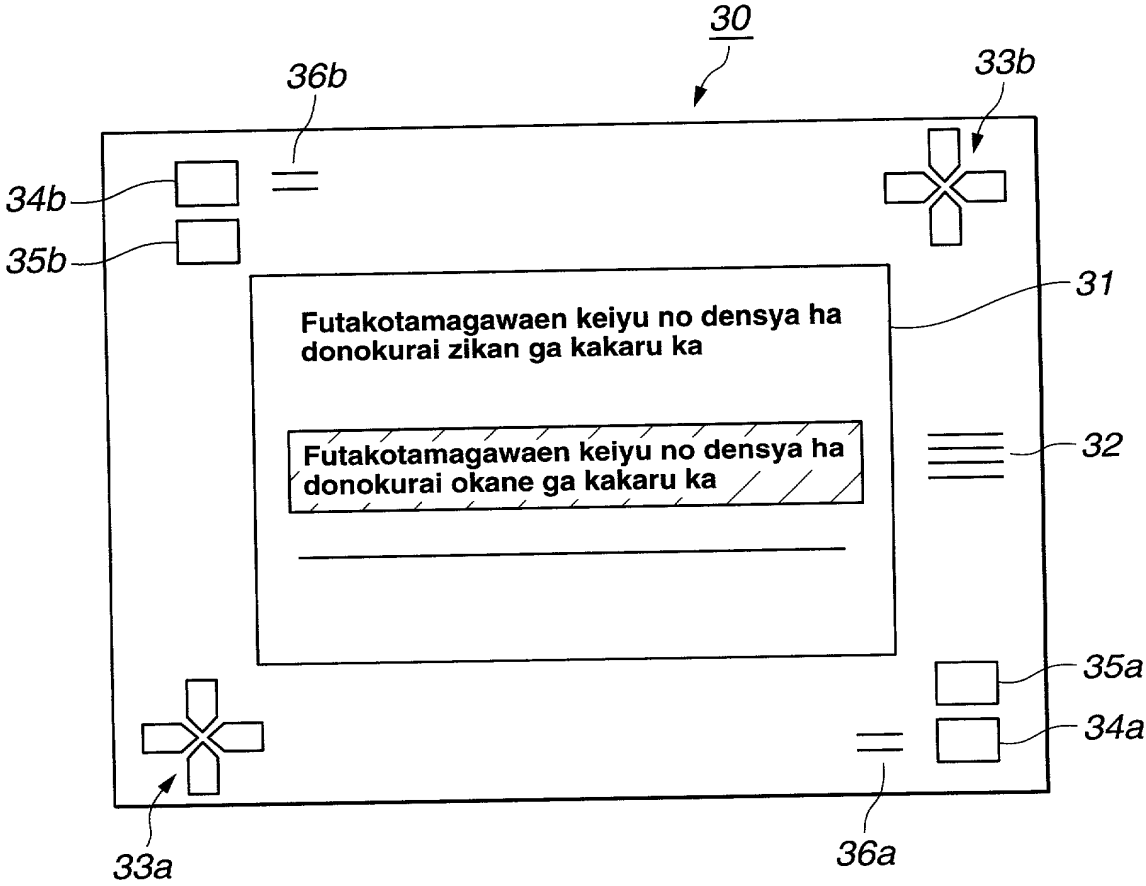 30
36b
33b
34b
35b
31
Futakotamagawaen keiyu no densya ha
donokurai zikan ga kakaru ka
Futakotamagawaen keiyu no densya ha
donokurai okane ga kakaru ka
32
35a
34a
33a
36a